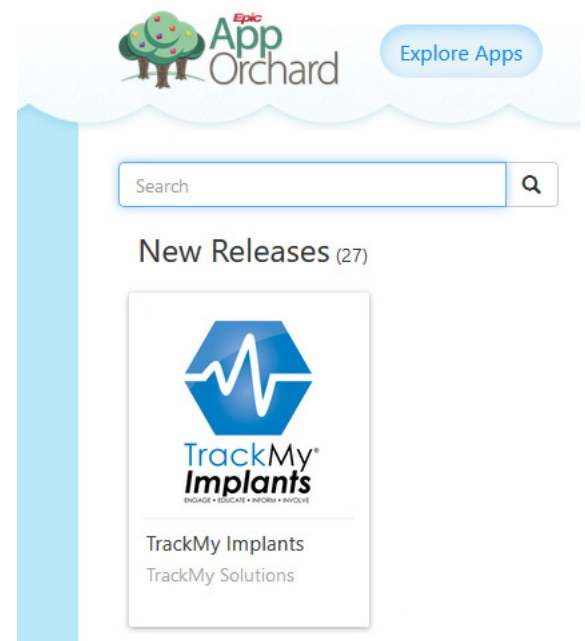 Epic
App
Orchard
Explore Apps
Search
New Releases (27)
TrackMy®
Implants
ENGAGE • EDUCATE • INFORM • INVOLVE
TrackMy Implants
TrackMy Solutions